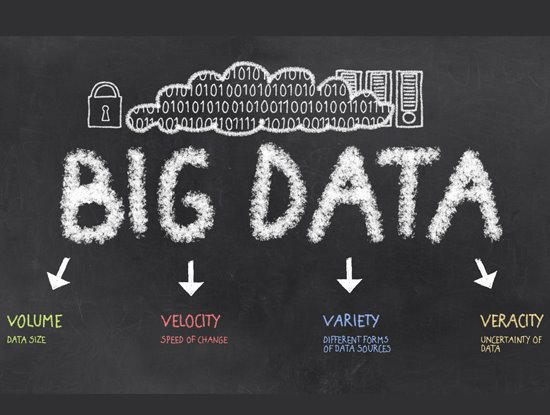 BIG DATA
VOLUME
DATA SIZE
VELOCITY
SPEED OF CHANGE
VARIETY
DIFFERENT FORMS
OF DATA SOURCES
VERACITY
UNCERTAINTY OF
DATA